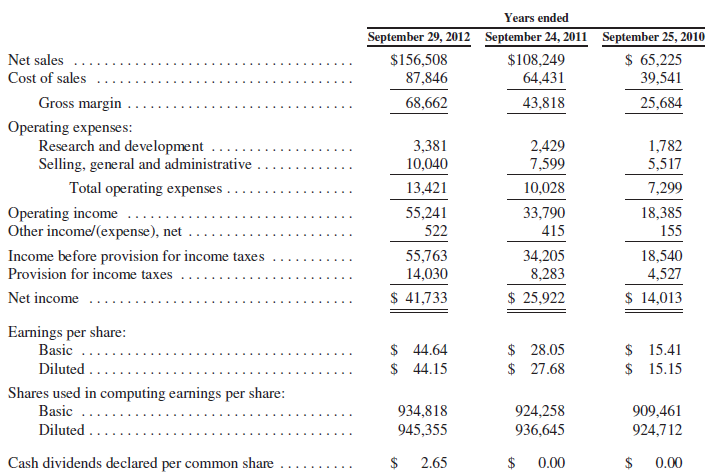 Years ended
September 29, 2012 September 24, 2011 September 25, 2010
Net sales $156,508 $108,249 $ 65,225
Cost of sales 87,846 64,431 39,541
Gross margin 68,662 43,818 25,684
Operating expenses:
Research and development 3,381 2,429 1,782
Selling, general and administrative 10,040 7,599 5,517
Total operating expenses 13,421 10,028 7,299
Operating income 55,241 33,790 18,385
Other income/(expense), net 522 415 155
Income before provision for income taxes 55,763 34,205 18,540
Provision for income taxes 14,030 8,283 4,527
Net income $ 41,733 $ 25,922 $ 14,013
Earnings per share:
Basic $ 44.64 $ 28.05 $ 15.41
Diluted $ 44.15 $ 27.68 $ 15.15
Shares used in computing earnings per share:
Basic 934,818 924,258 909,461
Diluted 945,355 936,645 924,712
Cash dividends declared per common share $ 2.65 $ 0.00 $ 0.00